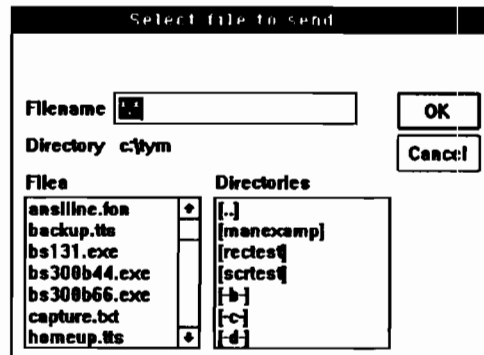 Select file to send
Filename *.*
OK
Directory c:\tym
Cancel
Files
Directories
ansiline.fon
backup.tts
bs131.exe
bs300b44.exe
bs300b66.exe
capture.txt
homeup.tts
[..]
[manexamp]
[rectest]
[scrtest]
[-b-]
[-c-]
[-d-]